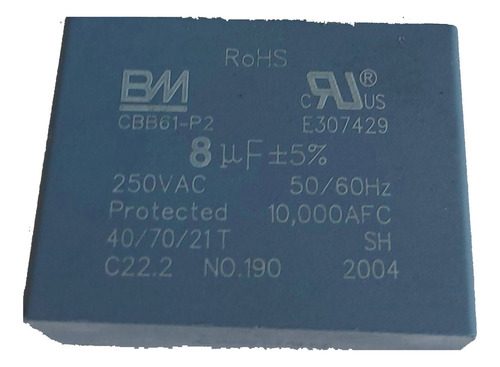 RoHS
BM
CBB61-P2
C RU ® US
E307429
8 µF±5%
250VAC 50/60Hz
Protected 10,000AFC
40/70/21T SH
C22.2 NO.190 2004